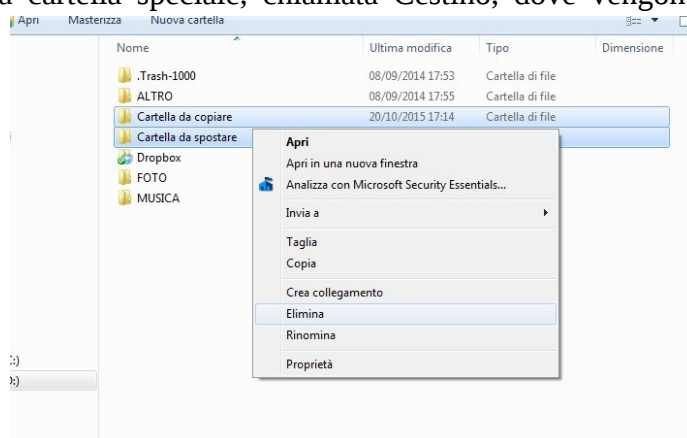 cartella speciale, chiamata Cestino, dove vengon
Apri Masterizza Nuova cartella
Nome Ultima modifica Tipo Dimensione
.Trash-1000 08/09/2014 17:53 Cartella di file
ALTRO 08/09/2014 17:55 Cartella di file
Cartella da copiare 20/10/2015 17:14 Cartella di file
Cartella da spostare
Dropbox
FOTO
MUSICA
Apri
Apri in una nuova finestra
Analizza con Microsoft Security Essentials...
Invia a
Taglia
Copia
Crea collegamento
Elimina
Rinomina
Proprietà
:)
:)